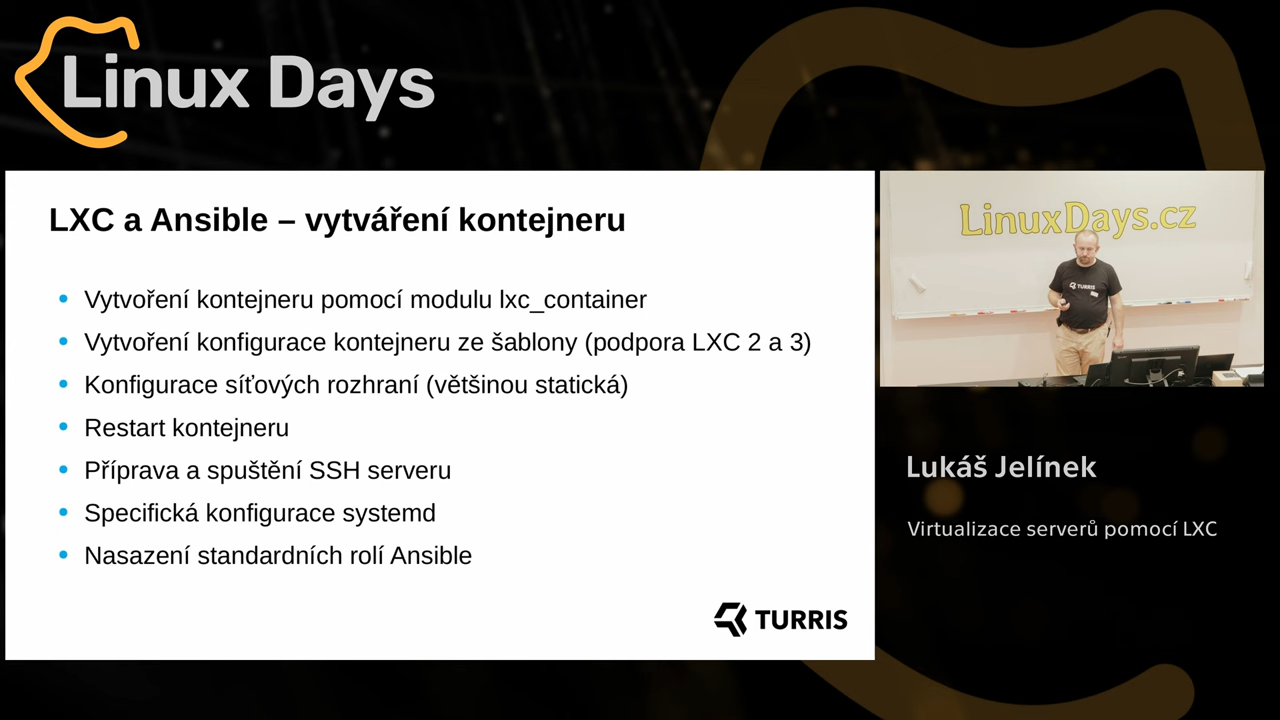 Linux Days
LXC a Ansible – vytváření kontejneru
Vytvoření kontejneru pomocí modulu lxc_container
Vytvoření konfigurace kontejneru ze šablony (podpora LXC 2 a 3)
Konfigurace síťových rozhraní (většinou statická)
Restart kontejneru
Příprava a spuštění SSH serveru
Specifická konfigurace systemd
Nasazení standardních rolí Ansible
TURRIS
LinuxDays.cz
TURRIS
Lukáš Jelínek
Virtualizace serverů pomocí LXC